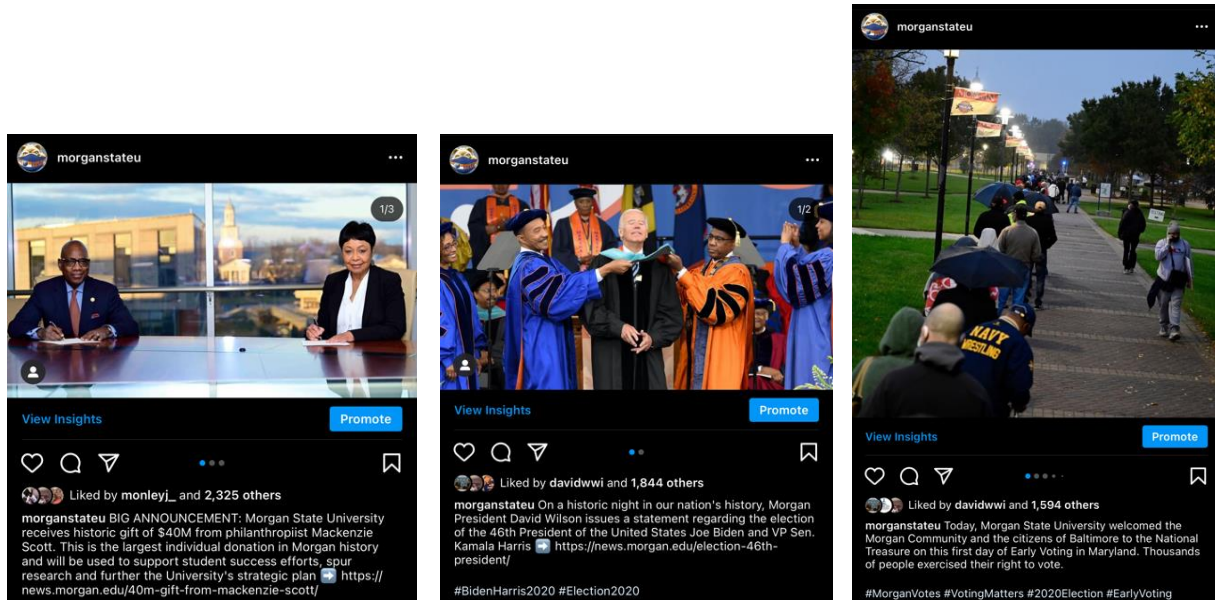 morganstateu
1/3
View Insights
Promote
Liked by monleyj_ and 2,325 others
morganstateu BIG ANNOUNCEMENT: Morgan State University
receives historic gift of $40M from philanthropiist Mackenzie
Scott. This is the largest individual donation in Morgan history
and will be used to support student success efforts, spur
research and further the University's strategic plan ➡️ https://
news.morgan.edu/40m-gift-from-mackenzie-scott/
morganstateu
1/2
View Insights
Promote
Liked by davidwwi and 1,844 others
morganstateu On a historic night in our nation's history, Morgan
President David Wilson issues a statement regarding the election
of the 46th President of the United States Joe Biden and VP Sen.
Kamala Harris ➡️ https://news.morgan.edu/election-46th-
president/
#BidenHarris2020 #Election2020
morganstateu
NAVY
WRESTLING
View Insights
Promote
Liked by davidwwi and 1,594 others
morganstateu Today, Morgan State University welcomed the
Morgan Community and the citizens of Baltimore to the National
Treasure on this first day of Early Voting in Maryland. Thousands
of people exercised their right to vote.
#MorganVotes #VotingMatters #2020Election #EarlyVoting